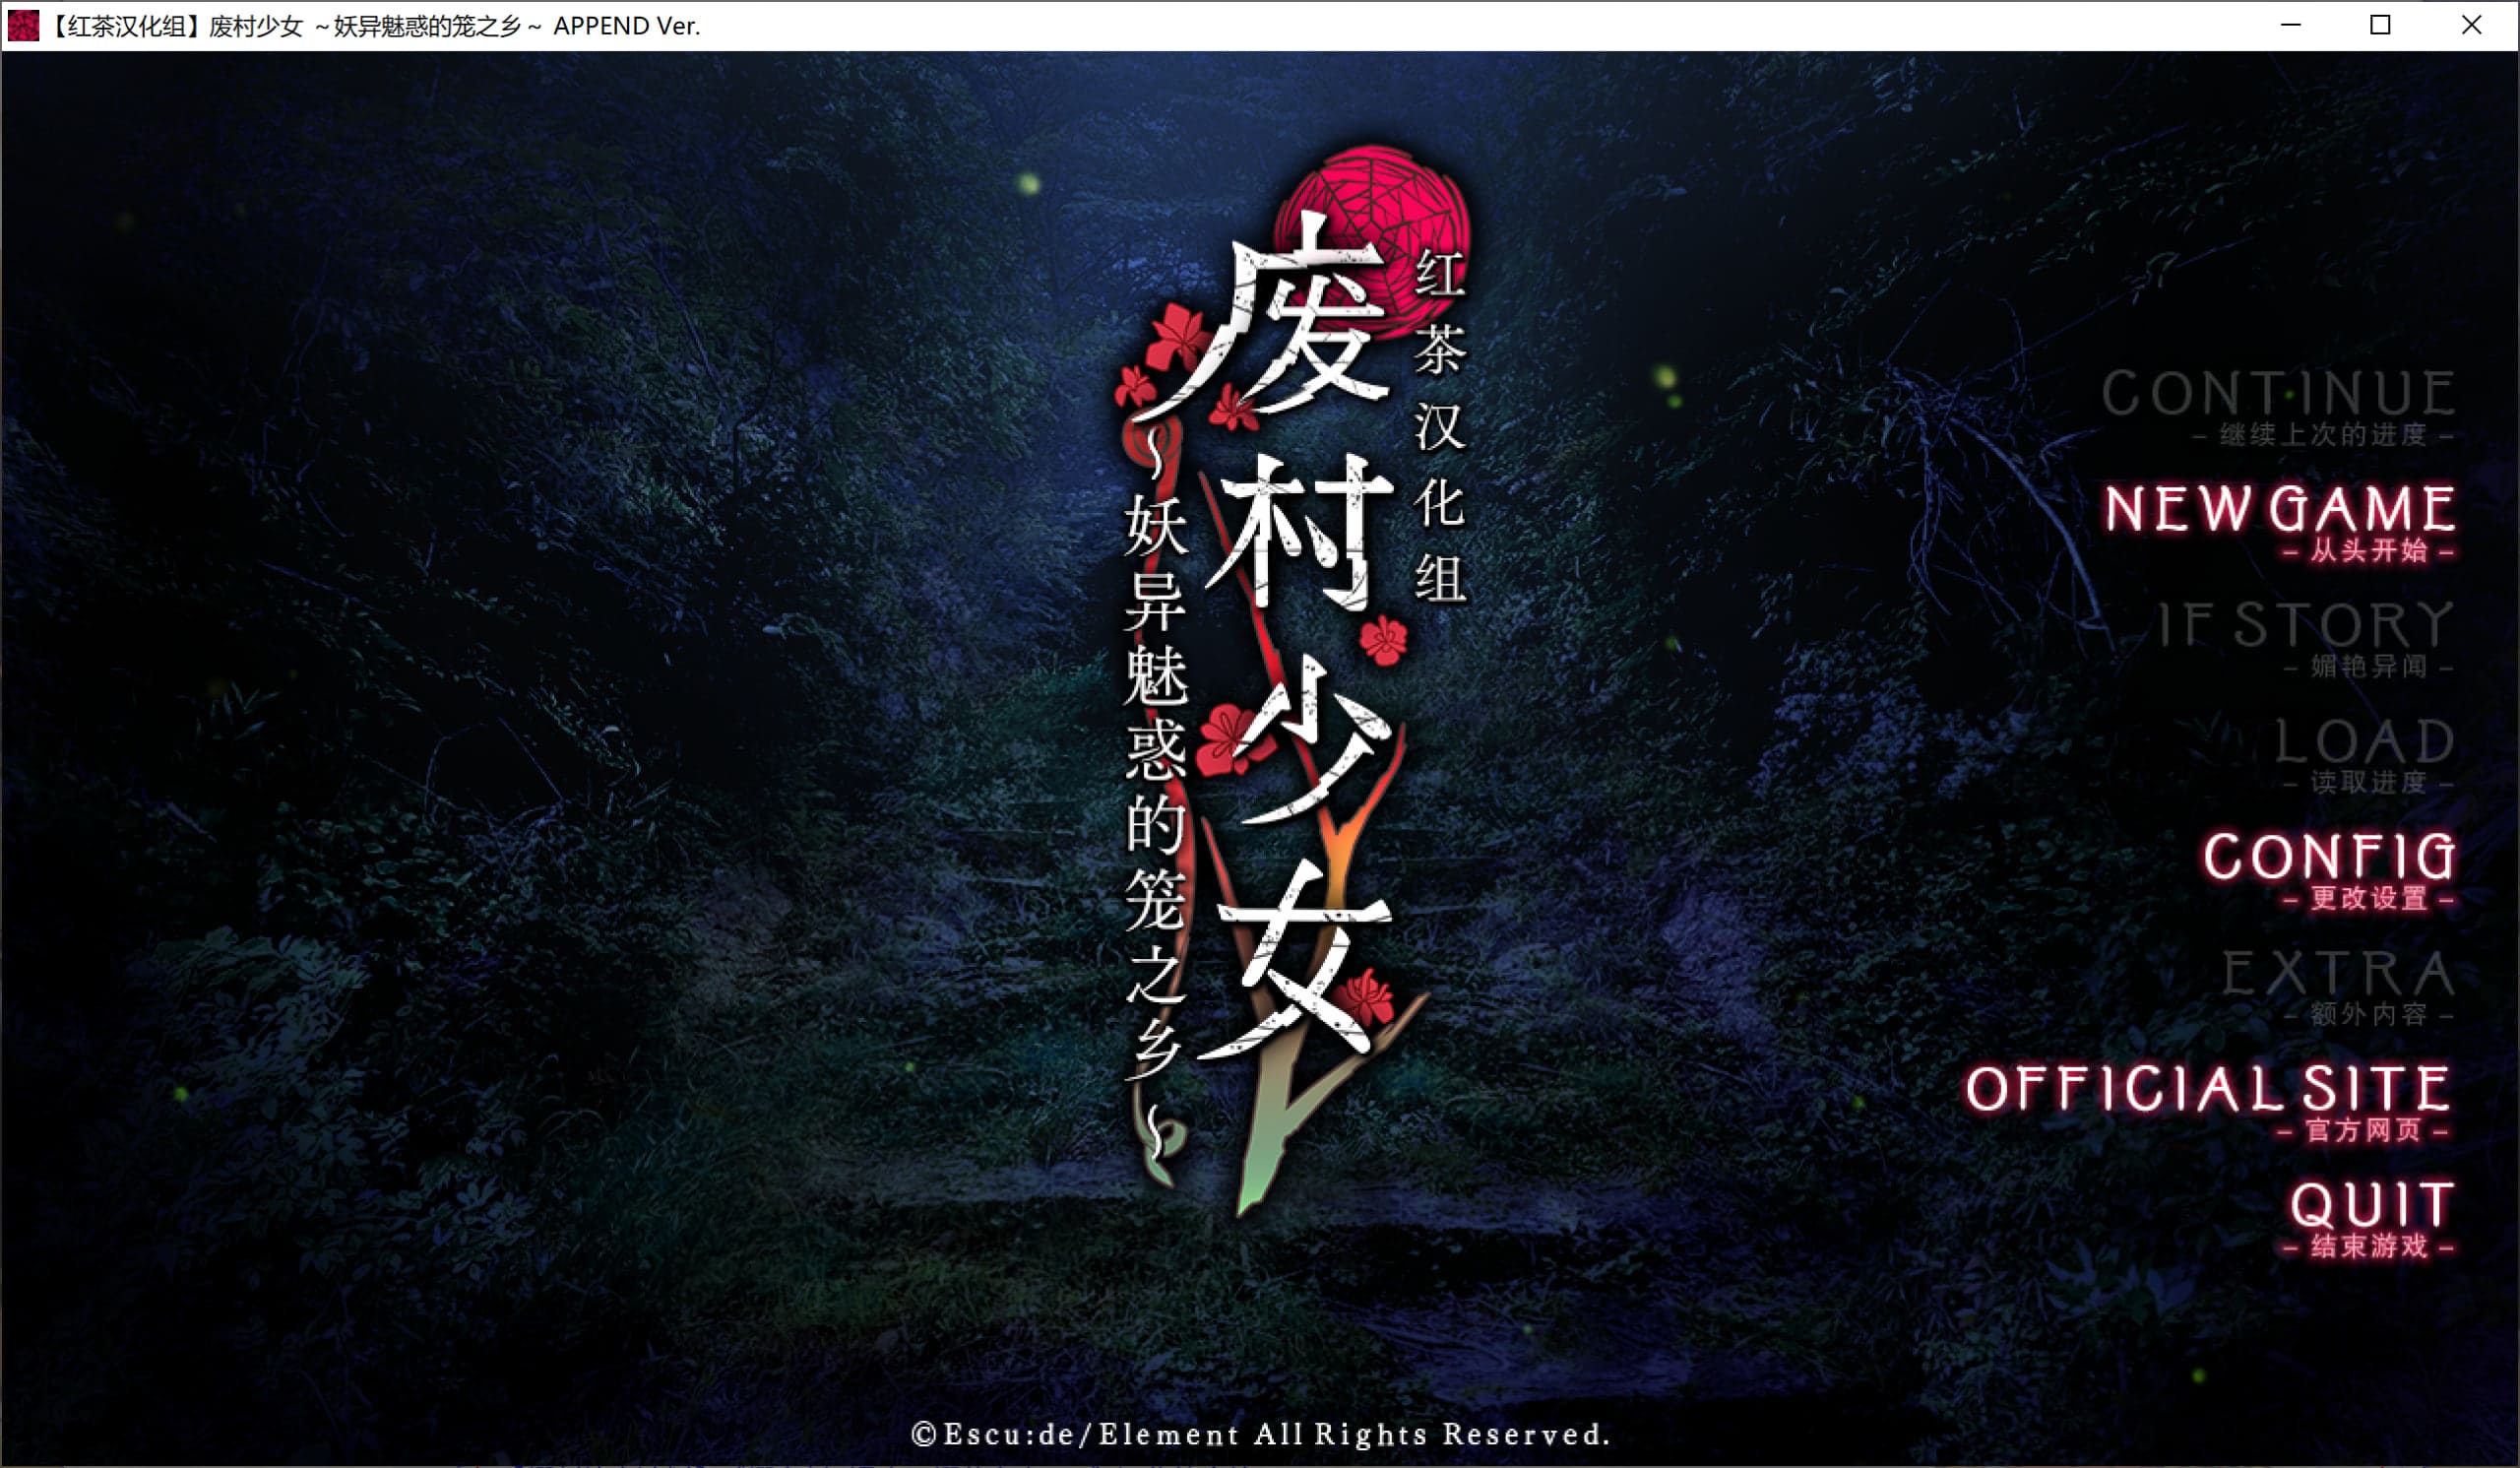 【红茶汉化组】废村少女 ～妖异魅惑的笼之乡～ APPEND Ver.
红茶汉化组
废村少女
～妖异魅惑的笼之乡～
CONTINUE
– 继续上次的进度 –
NEW GAME
– 从头开始 –
IF STORY
– 媚艳异闻 –
LOAD
– 读取进度 –
CONFIG
– 更改设置 –
EXTRA
– 额外内容 –
OFFICIAL SITE
– 官方网页 –
QUIT
– 结束游戏 –
©Escu:de/Element All Rights Reserved.